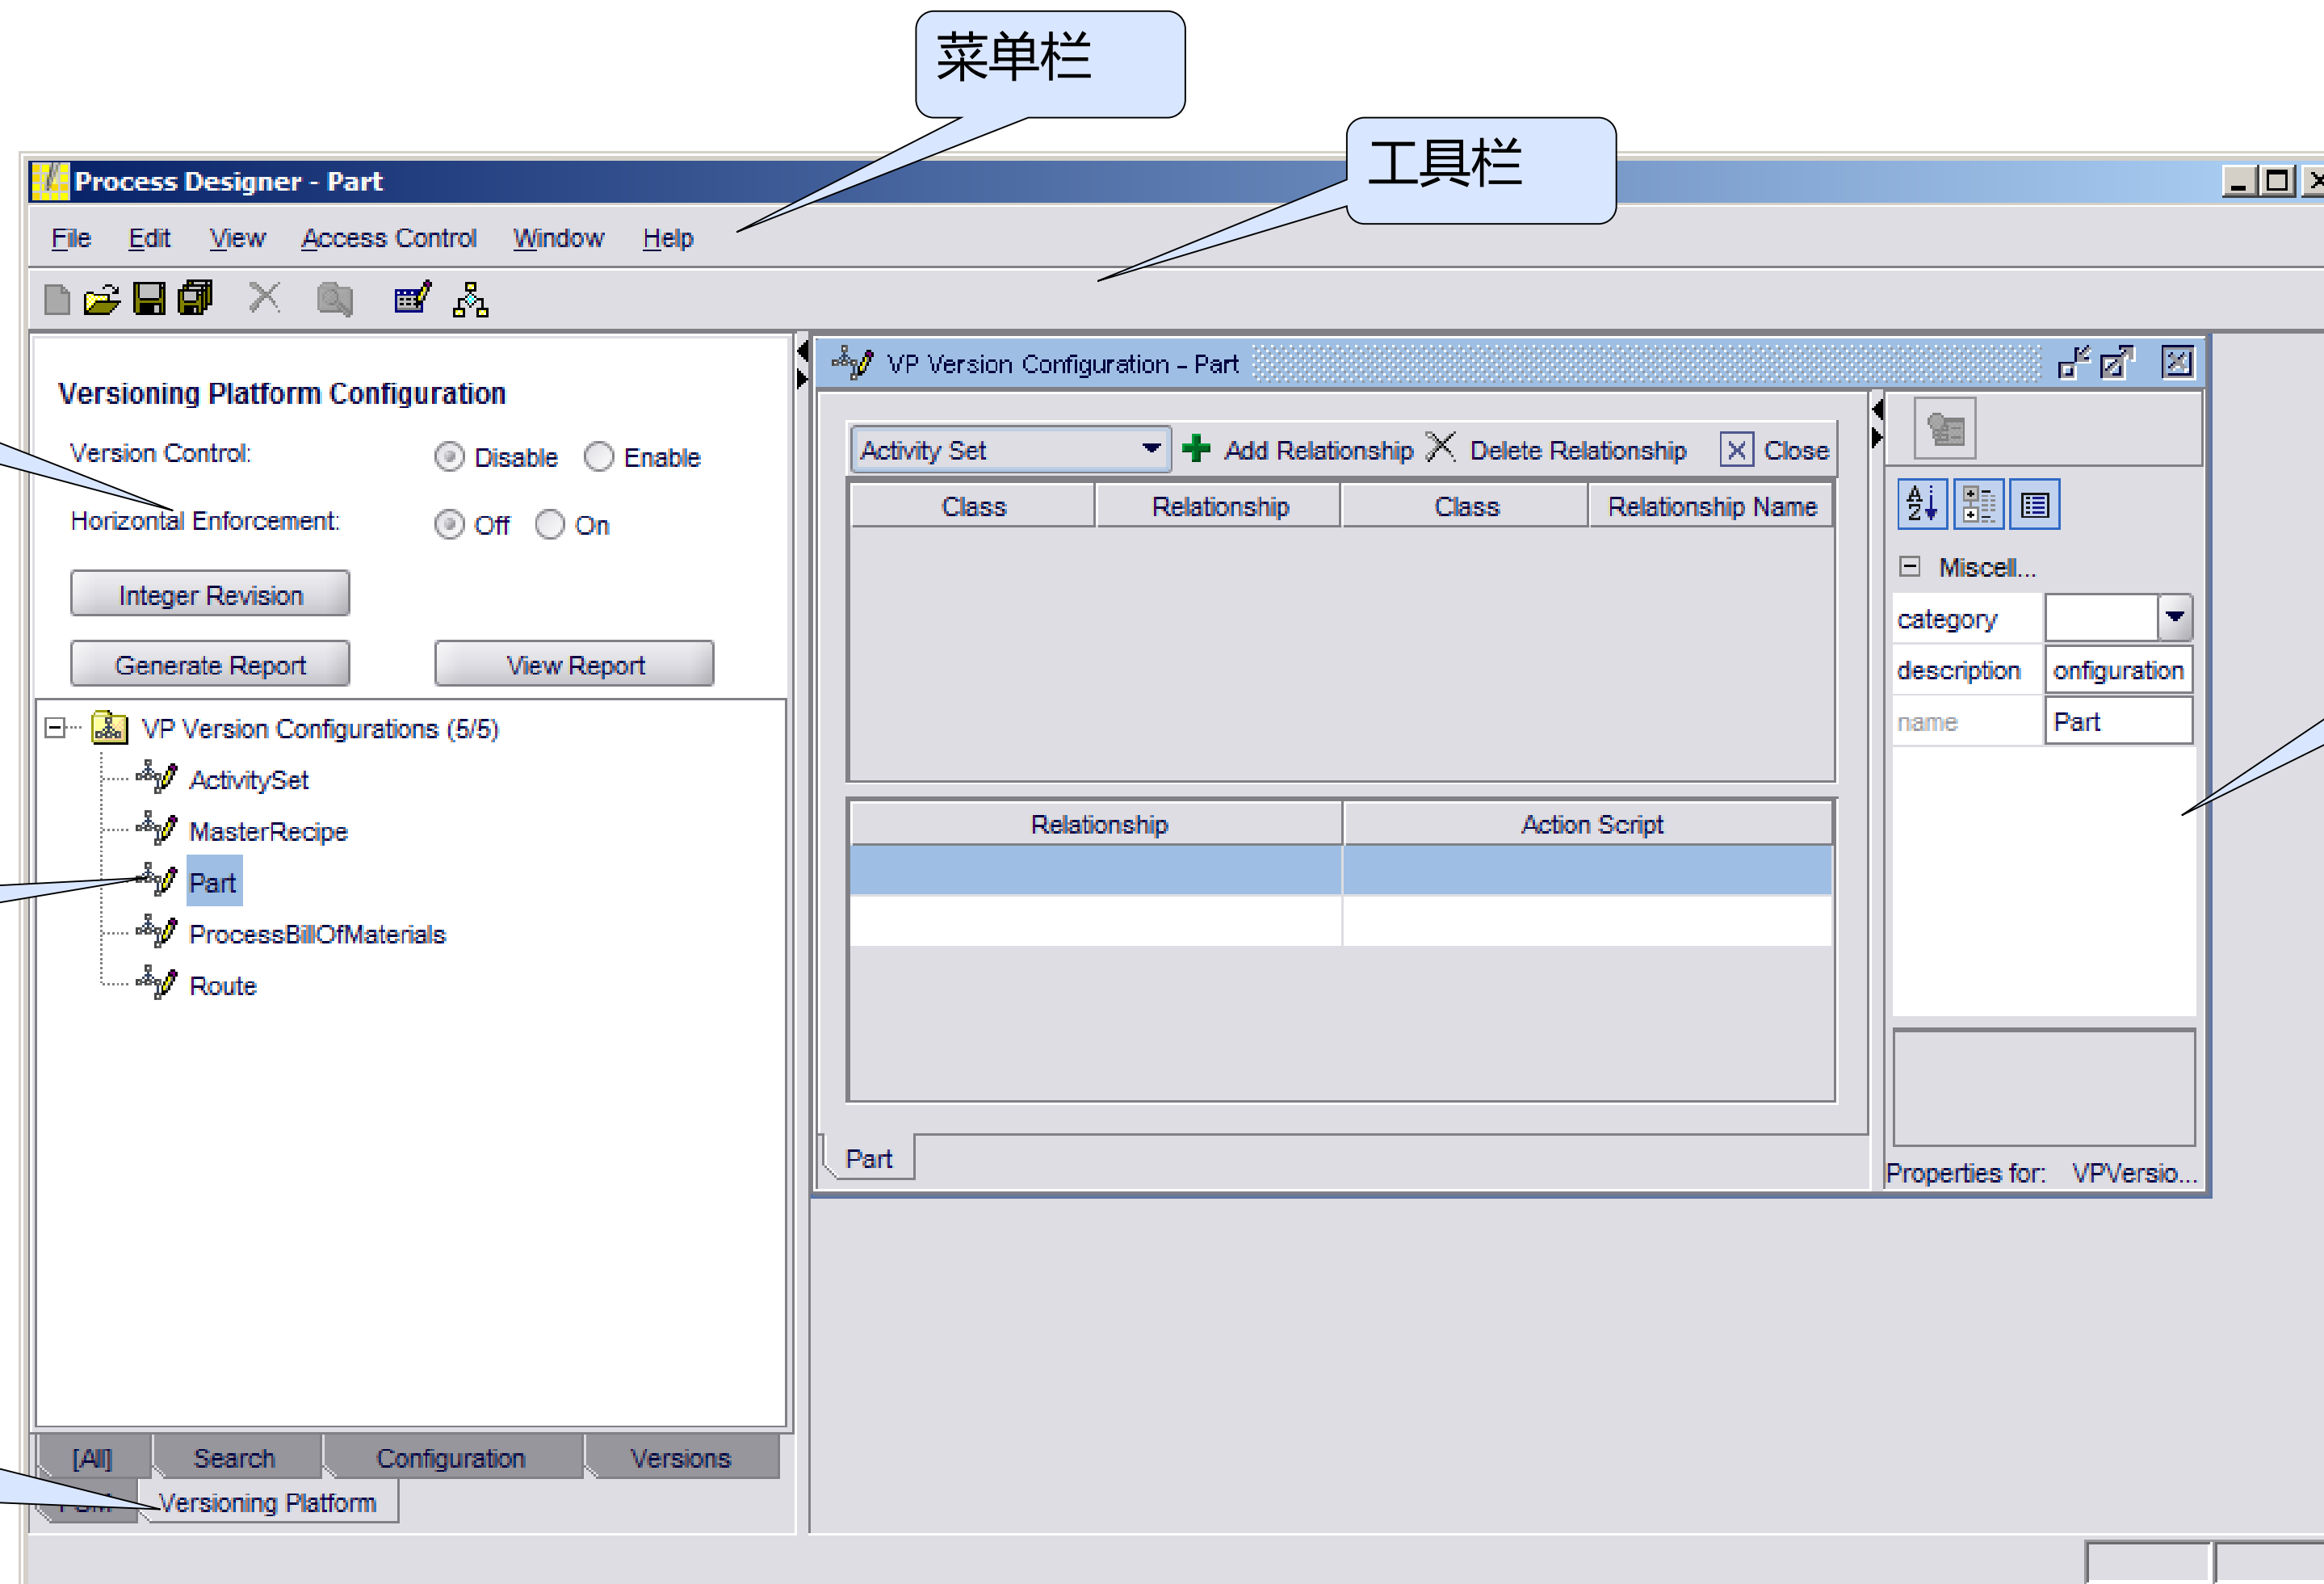 菜单栏
工具栏
Process Designer - Part
File Edit View Access Control Window Help
Versioning Platform Configuration
Version Control: Disable Enable
Horizontal Enforcement: Off On
Integer Revision
Generate Report View Report
VP Version Configurations (5/5)
ActivitySet
MasterRecipe
Part
ProcessBillOfMaterials
Route
[All] Search Configuration Versions
Versioning Platform
VP Version Configuration - Part
Activity Set Add Relationship Delete Relationship Close
Class Relationship Class Relationship Name
Relationship Action Script
Part
Miscell...
category
description onfiguration
name Part
Properties for: VPVersio...